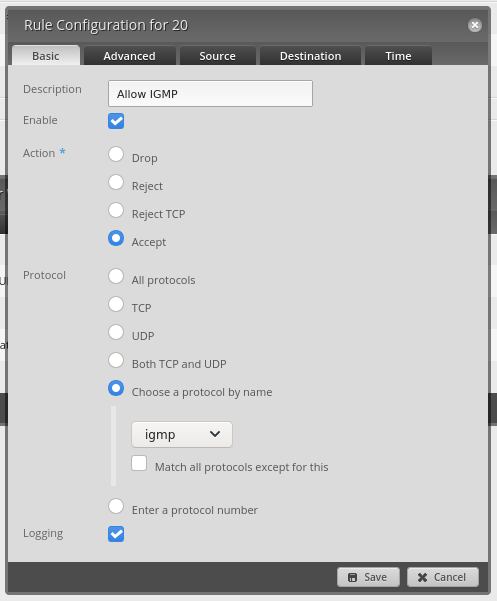 Rule Configuration for 20
Basic Advanced Source Destination Time
Description Allow IGMP
Enable
Action *
Drop
Reject
Reject TCP
Accept
Protocol
All protocols
TCP
UDP
Both TCP and UDP
Choose a protocol by name
igmp
Match all protocols except for this
Enter a protocol number
Logging
Save Cancel